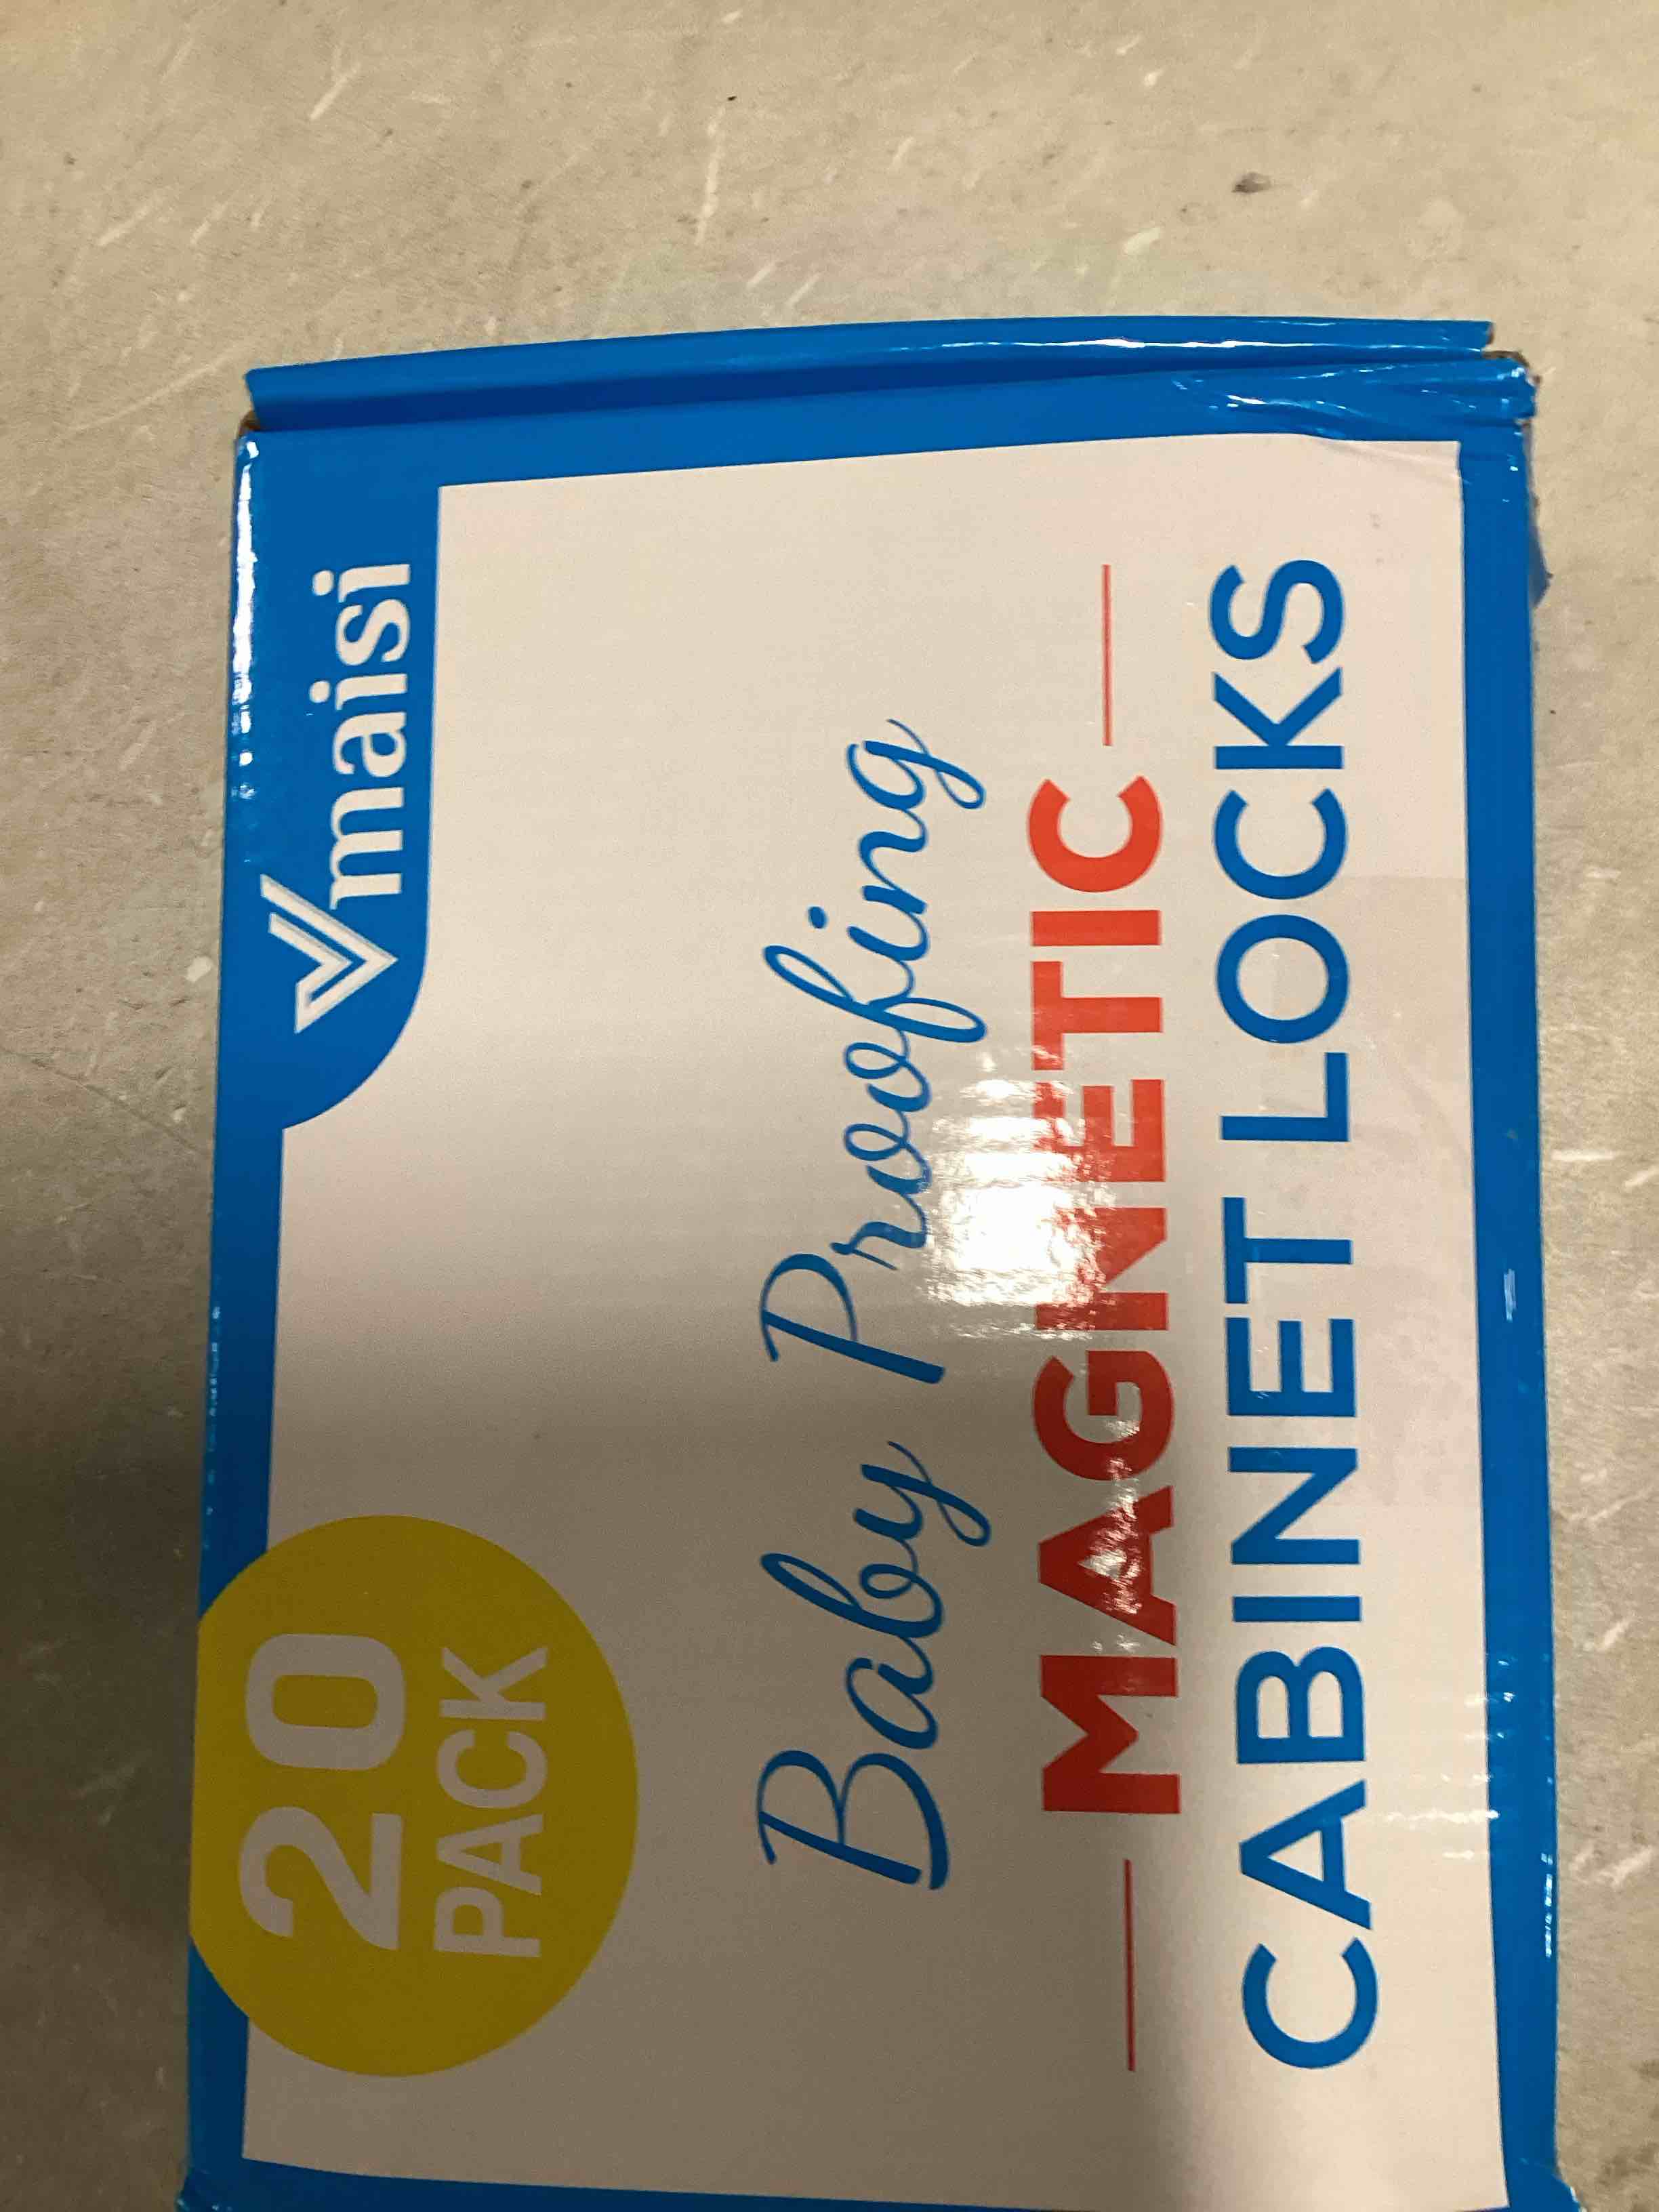 Vmaisi
20
PACK
Baby Proofing
MAGNETIC
CABINET LOCKS